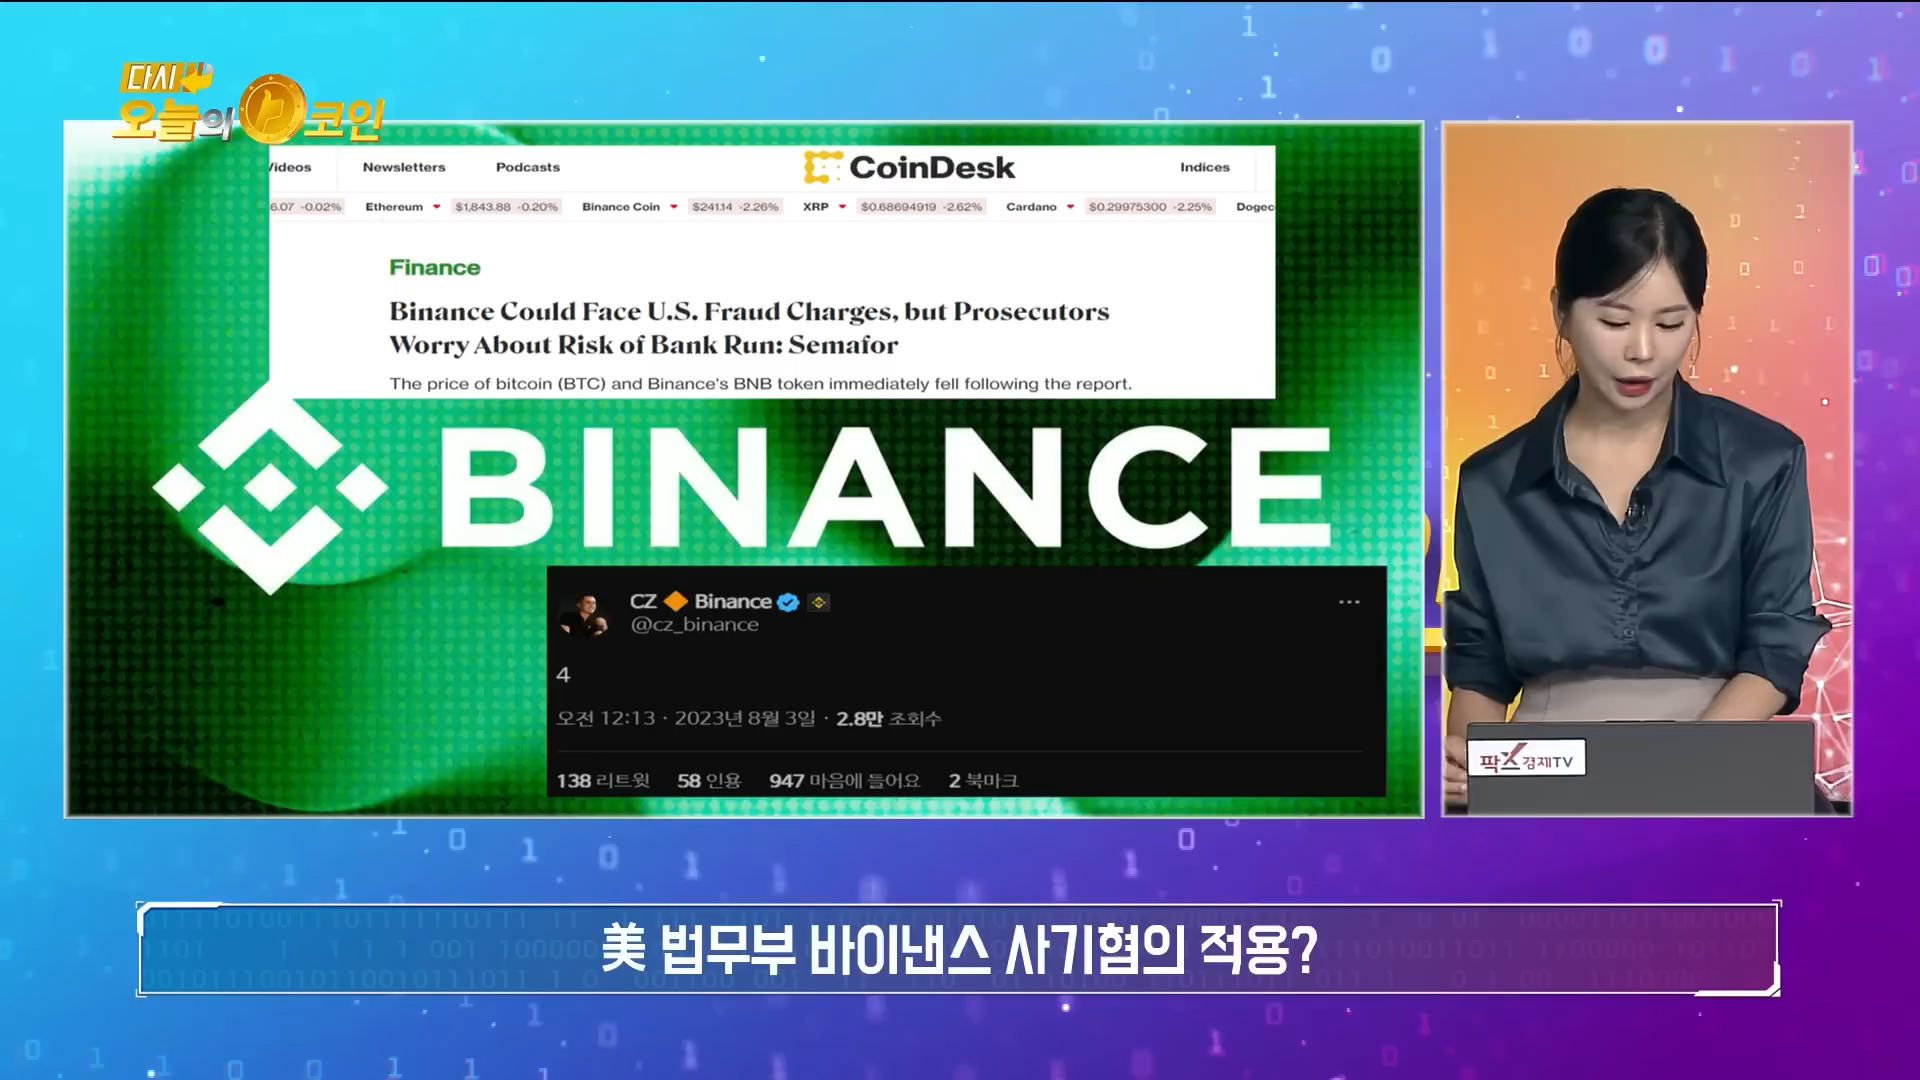 다시
오늘의 코인
Videos Newsletters Podcasts CoinDesk Indices
6.07 -0.02% Ethereum $1,843.88 -0.20% Binance Coin $241.14 -2.26% XRP $0.68694919 -2.62% Cardano $0.29975300 -2.25% Dogec
Finance
Binance Could Face U.S. Fraud Charges, but Prosecutors
Worry About Risk of Bank Run: Semafor
The price of bitcoin (BTC) and Binance's BNB token immediately fell following the report.
BINANCE
CZ Binance
@cz_binance
4
오전 12:13 · 2023년 8월 3일 · 2.8만 조회수
138 리트윗 58 인용 947 마음에 들어요 2 북마크
팍스경제TV
美 법무부 바이낸스 사기혐의 적용?